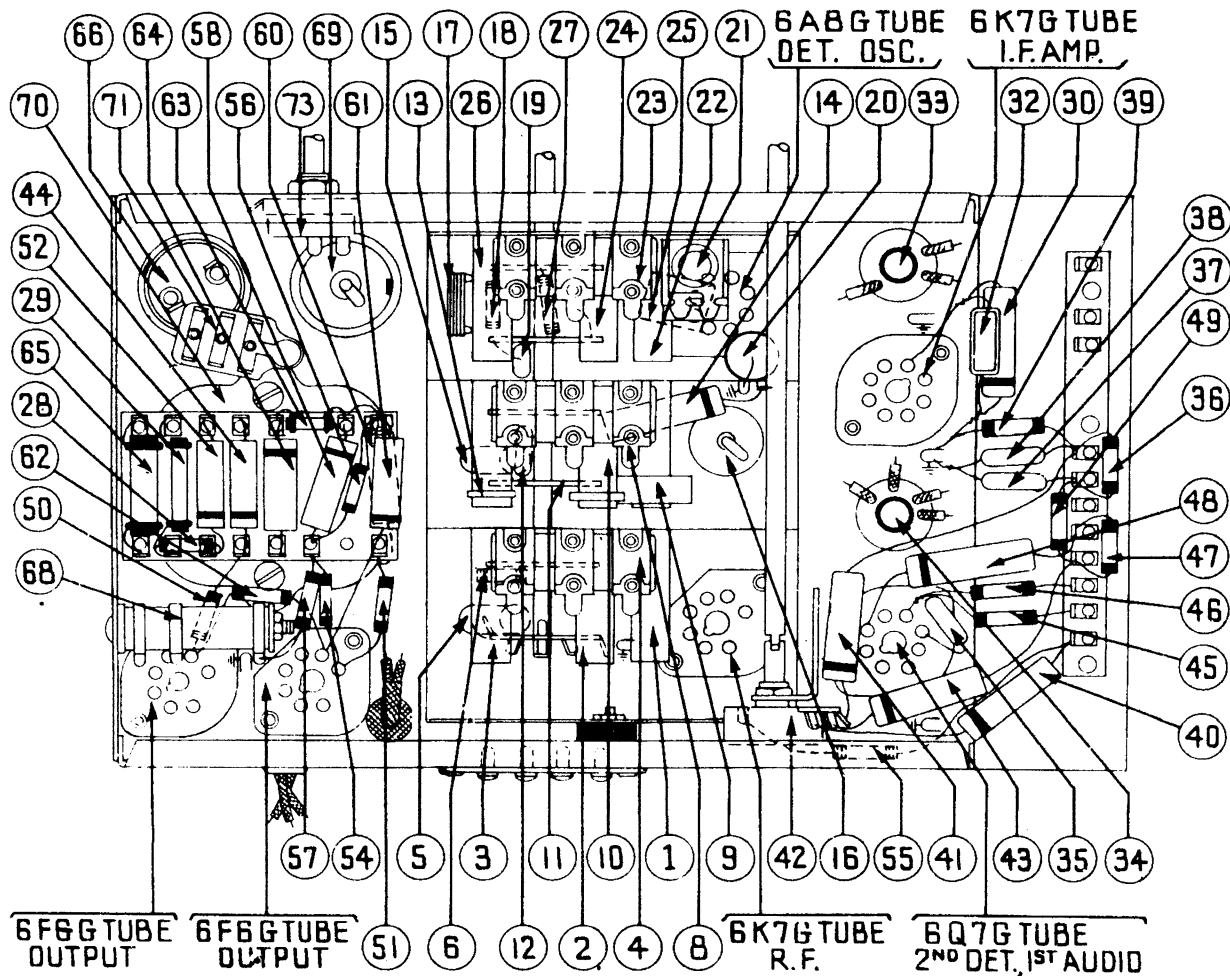 66 64 58 60 69 15 17 18 27 24 25 21 6A8G TUBE 6K7G TUBE
DET. OSC. I.F. AMP.
70 71 63 56 73 61 13 26 19 23 22 14 20 33 32 30 39
44
38
52
37
29
49
65
36
28
62
48
50
47
68
46
45
40
57 54 5 3 11 10 1 9 42 16 55 41 43 35 34
6F6G TUBE 6F6G TUBE 51 6 12 2 4 8 6K7G TUBE 6Q7G TUBE
OUTPUT OUTPUT R.F. 2ND DET., 1ST AUDIO